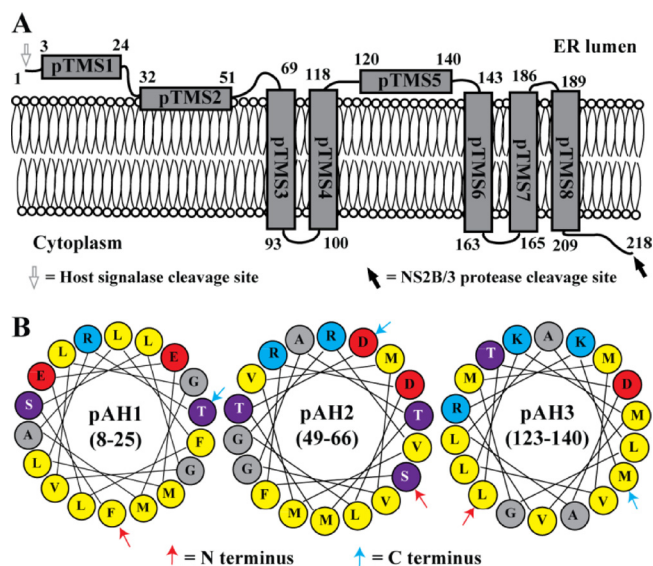 A
ER lumen
1 3 24 32 51 69 118 120 140 143 186 189
pTMS1 pTMS2 pTMS3 pTMS4 pTMS5 pTMS6 pTMS7 pTMS8
Cytoplasm
93 100 163 165 209 218
= Host signalase cleavage site = NS2B/3 protease cleavage site
B
L R L L E G T F G M M F L V L A S E
pAH1
(8-25)
R A R D M D T V S V L M M F G G T V
pAH2
(49-66)
T K A K M D M L M V A V G L L L R M
pAH3
(123-140)
= N terminus = C terminus